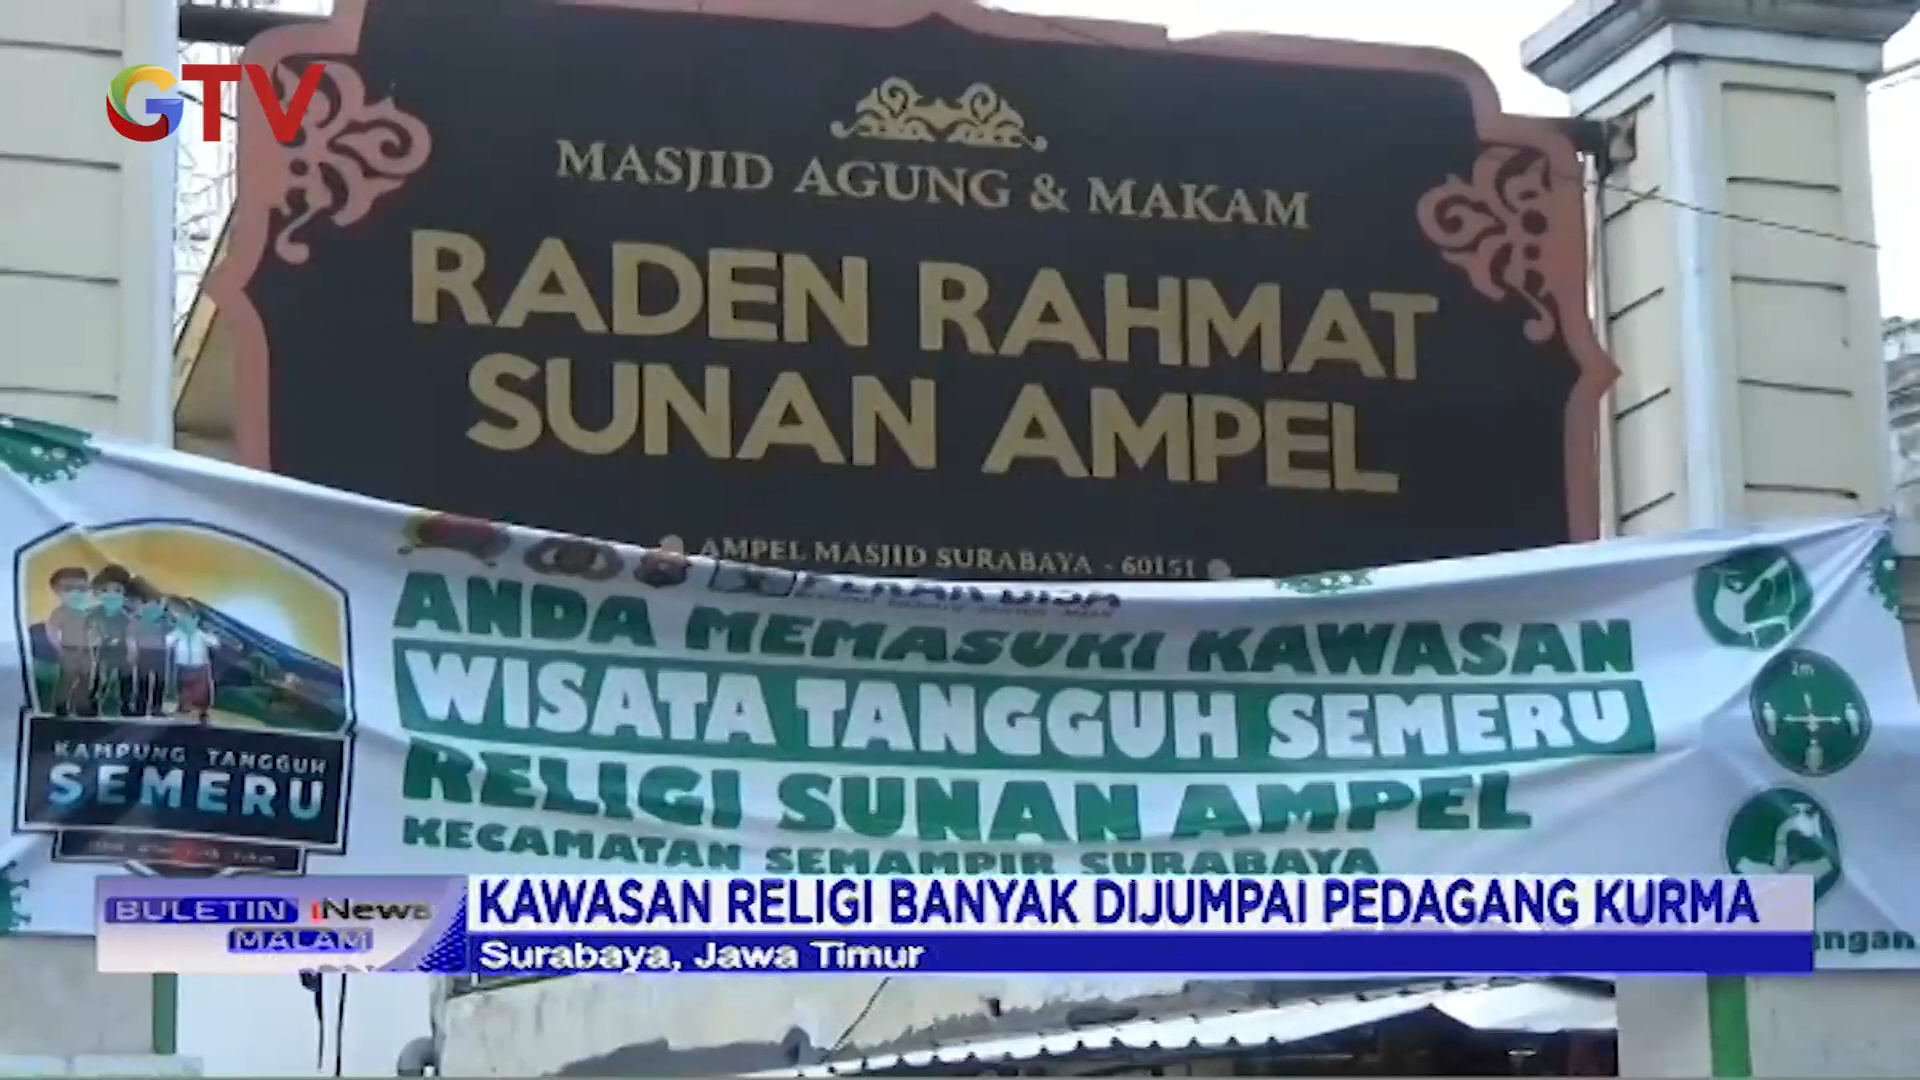 GTV
MASJID AGUNG & MAKAM
RADEN RAHMAT
SUNAN AMPEL
AMPEL MASJID SURABAYA - 60151
ANDA MEMASUKI KAWASAN
WISATA TANGGUH SEMERU
RELIGI SUNAN AMPEL
KECAMATAN SEMAMPIR SURABAYA
KAMPUNG TANGGUH
SEMERU
2m
BULETIN iNews
MALAM
KAWASAN RELIGI BANYAK DIJUMPAI PEDAGANG KURMA
Surabaya, Jawa Timur